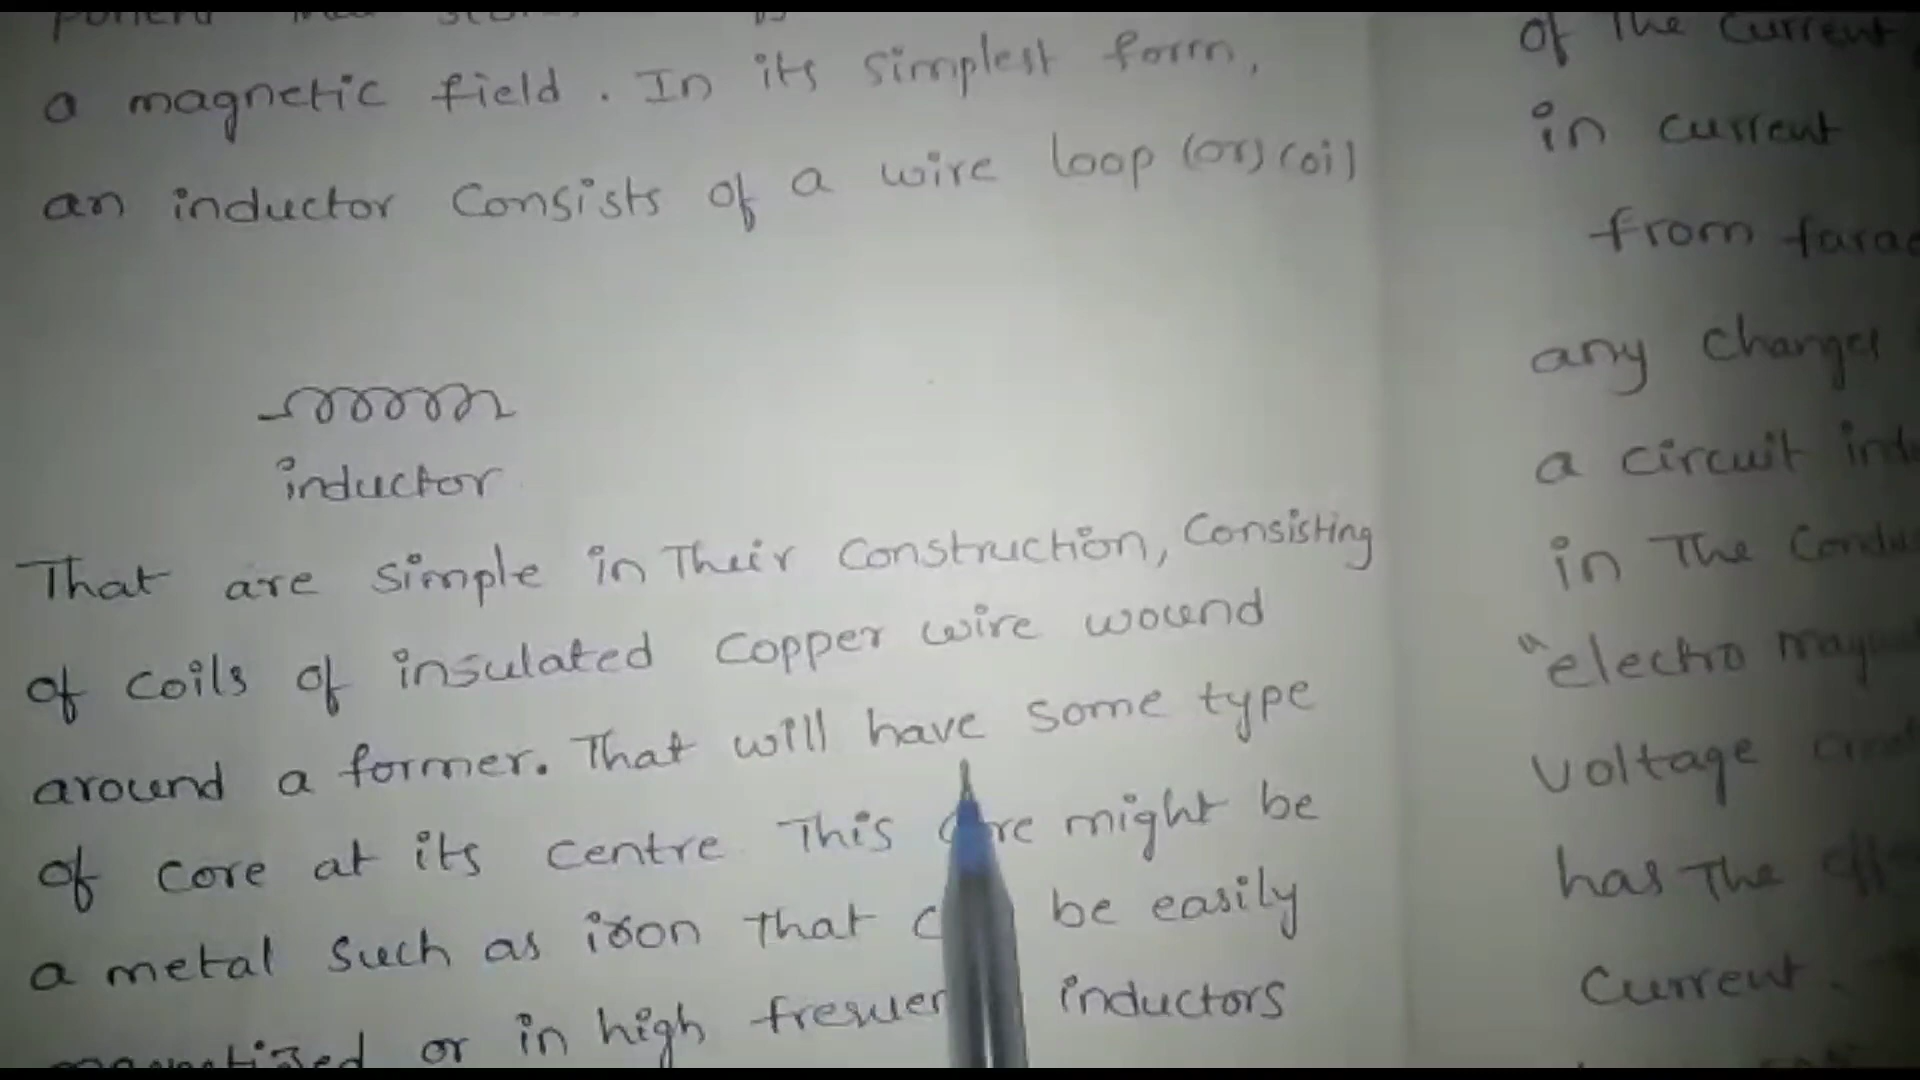 a magnetic field. In its simplest form,
an inductor Consists of a wire loop (or) coil
inductor
That are simple in Their Construction, Consisting
of coils of insulated copper wire wound
around a former. That will have some type
of core at its centre. This core might be
a metal such as iron that be easily
or in high inductors
of The Current
in current
from
any changes
a circuit
in The
"electro
Voltage
has The
Current.